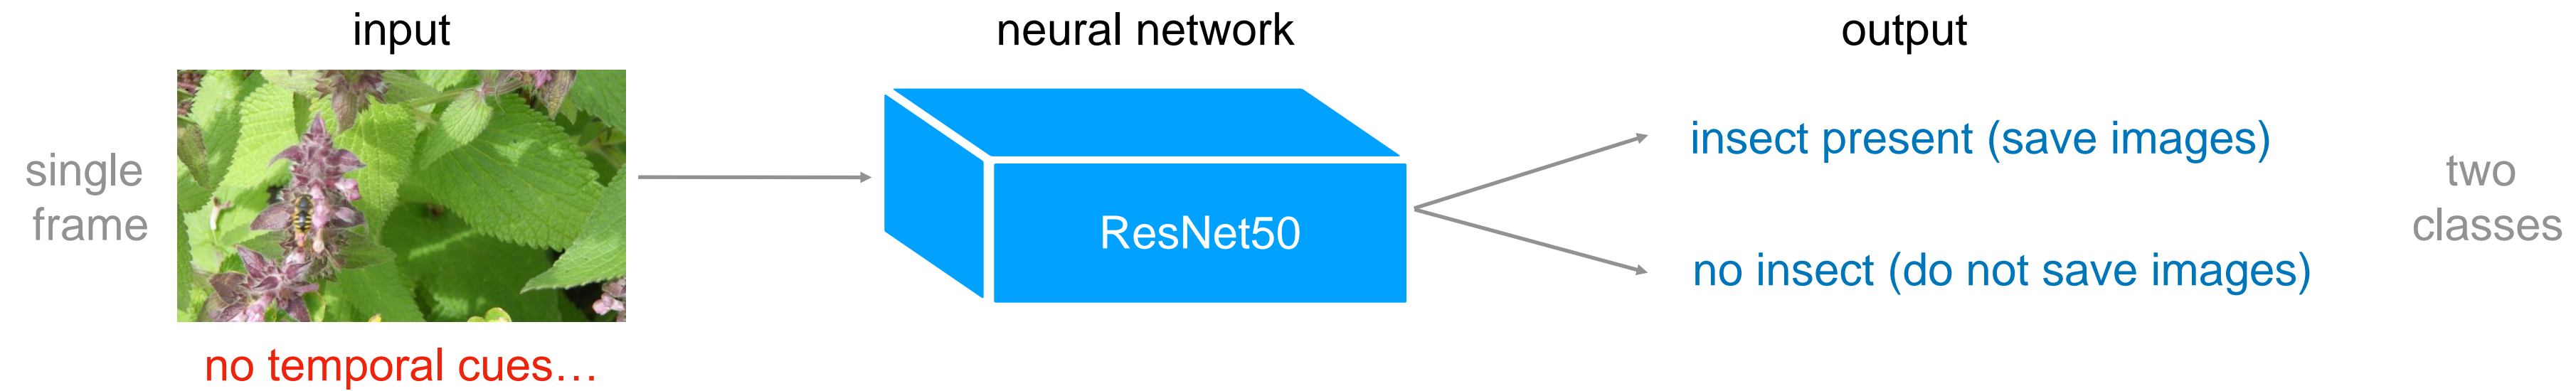 input
neural network
output
single
frame
ResNet50
insect present (save images)
no insect (do not save images)
two
classes
no temporal cues…